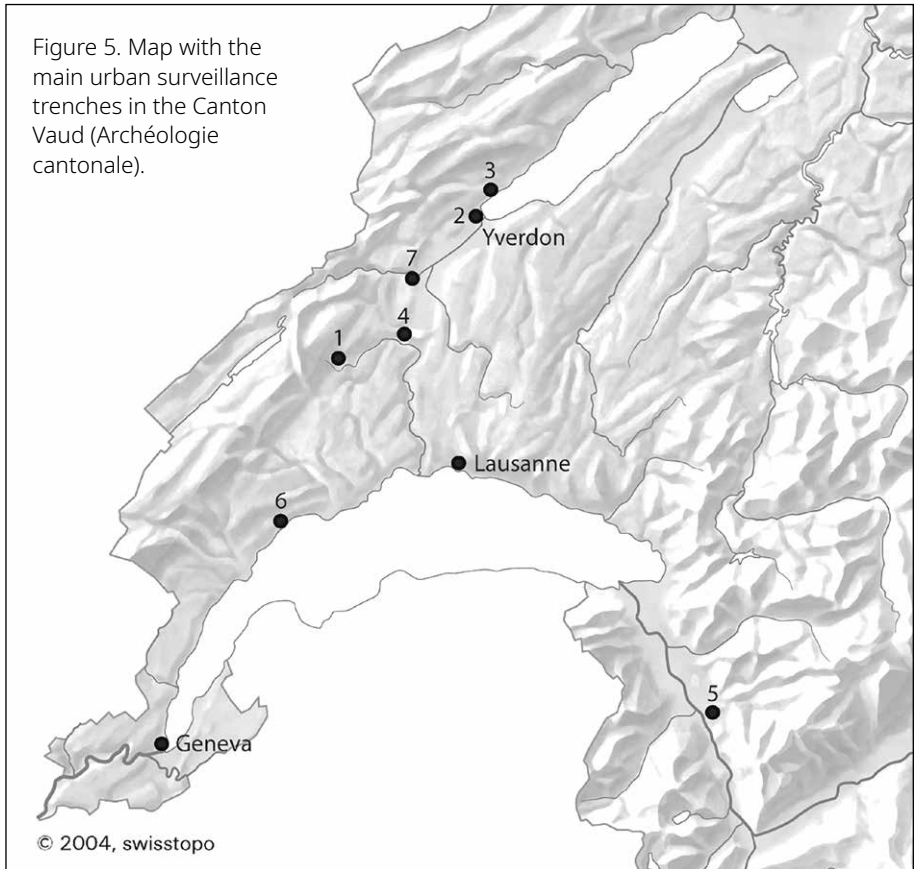 Figure 5. Map with the
main urban surveillance
trenches in the Canton
Vaud (Archéologie
cantonale).
3
2
Yverdon
7
4
1
Lausanne
6
5
Geneva
© 2004, swisstopo